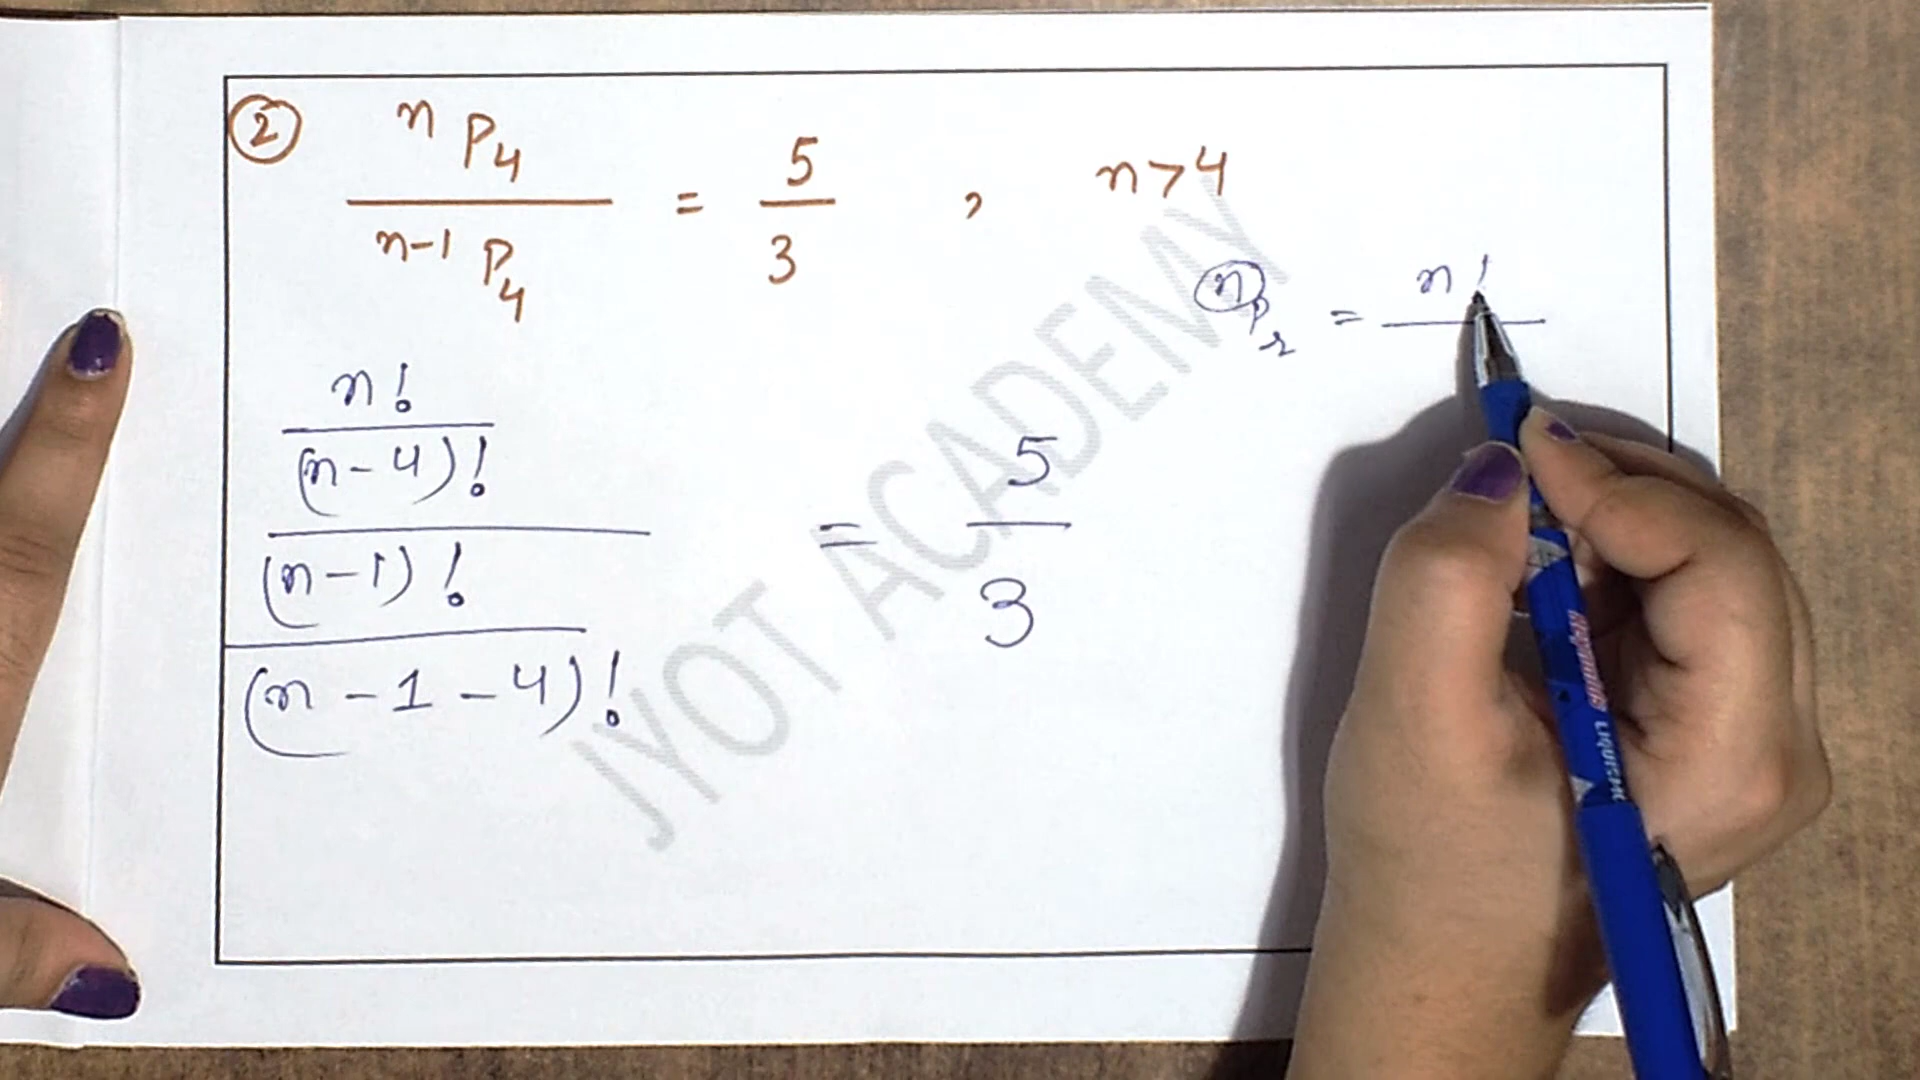 ② ⁿP₄ / ⁿ⁻¹P₄ = 5 / 3 , n > 4
ⁿPᵣ = n! /
n! / (n - 4)! / (n - 1)! / (n - 1 - 4)! = 5 / 3
JYOT ACADEMY